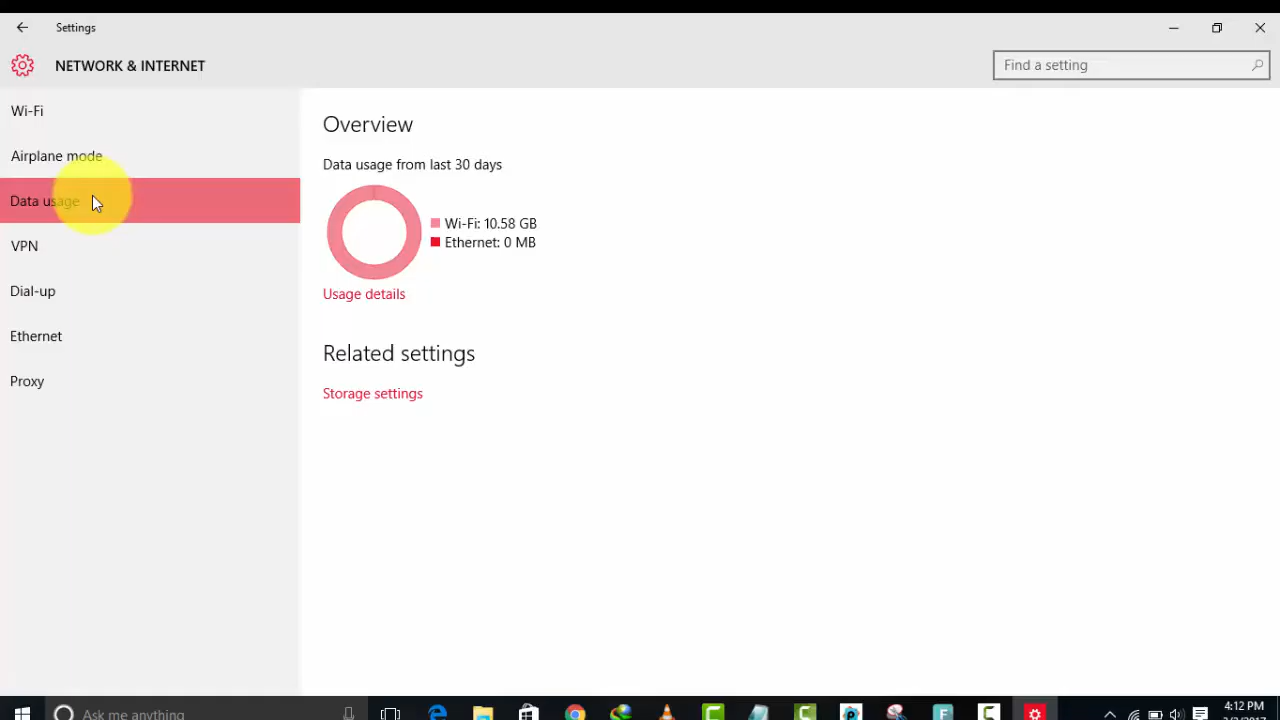 Settings
NETWORK & INTERNET
Find a setting
Wi-Fi
Airplane mode
Data usage
VPN
Dial-up
Ethernet
Proxy
Overview
Data usage from last 30 days
Wi-Fi: 10.58 GB
Ethernet: 0 MB
Usage details
Related settings
Storage settings
Ask me anything
4:12 PM